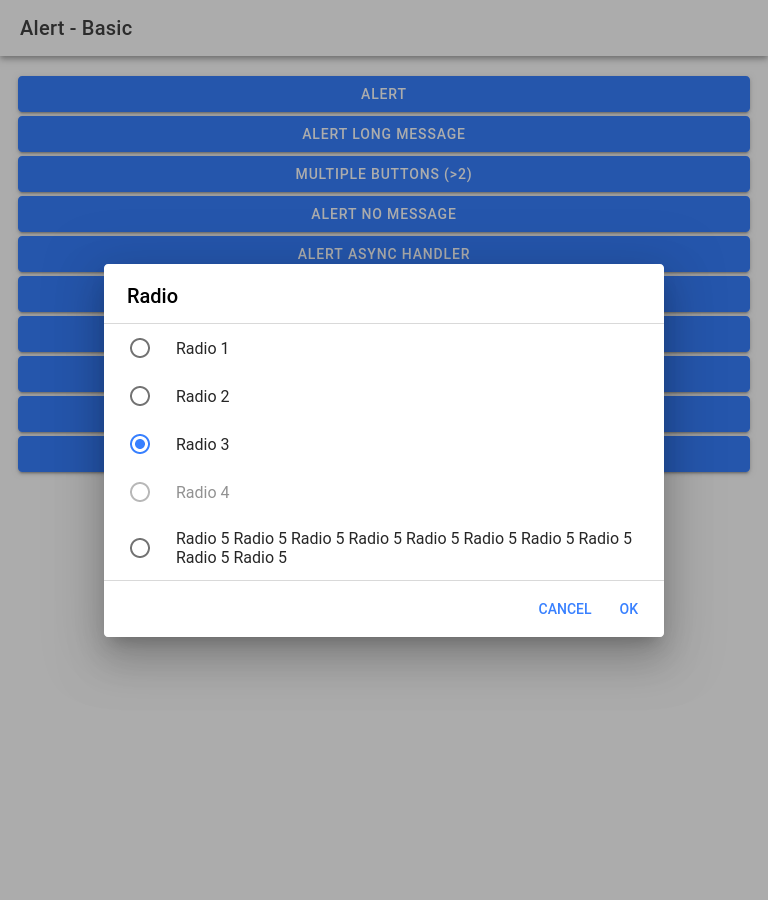 Alert - Basic
ALERT
ALERT LONG MESSAGE
MULTIPLE BUTTONS (>2)
ALERT NO MESSAGE
ALERT ASYNC HANDLER
Radio
Radio 1
Radio 2
Radio 3
Radio 4
Radio 5 Radio 5 Radio 5 Radio 5 Radio 5 Radio 5 Radio 5 Radio 5
Radio 5 Radio 5
CANCEL OK